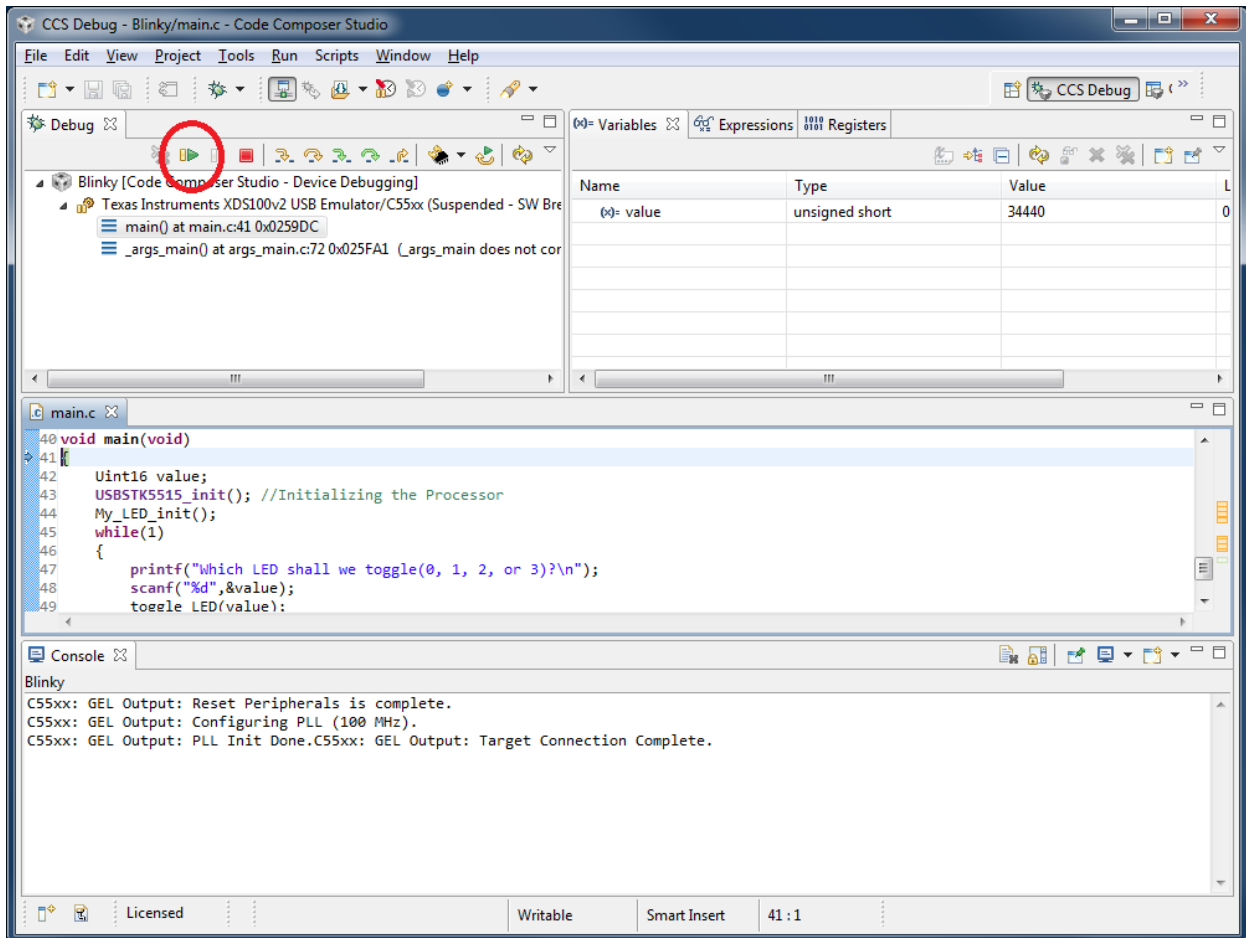 CCS Debug - Blinky/main.c - Code Composer Studio
File Edit View Project Tools Run Scripts Window Help
CCS Debug
Debug
(x)= Variables Expressions Registers
Blinky [Code Composer Studio - Device Debugging]
Texas Instruments XDS100v2 USB Emulator/C55xx (Suspended - SW Bre
main() at main.c:41 0x0259DC
_args_main() at args_main.c:72 0x025FA1 (_args_main does not cor
Name Type Value L
(x)= value unsigned short 34440 0
main.c
40 void main(void)
41 {
42 Uint16 value;
43 USBSTK5515_init(); //Initializing the Processor
44 My_LED_init();
45 while(1)
46 {
47 printf("Which LED shall we toggle(0, 1, 2, or 3)?\n");
48 scanf("%d",&value);
49 toggle_LED(value);
Console
Blinky
C55xx: GEL Output: Reset Peripherals is complete.
C55xx: GEL Output: Configuring PLL (100 MHz).
C55xx: GEL Output: PLL Init Done.C55xx: GEL Output: Target Connection Complete.
Licensed Writable Smart Insert 41 : 1